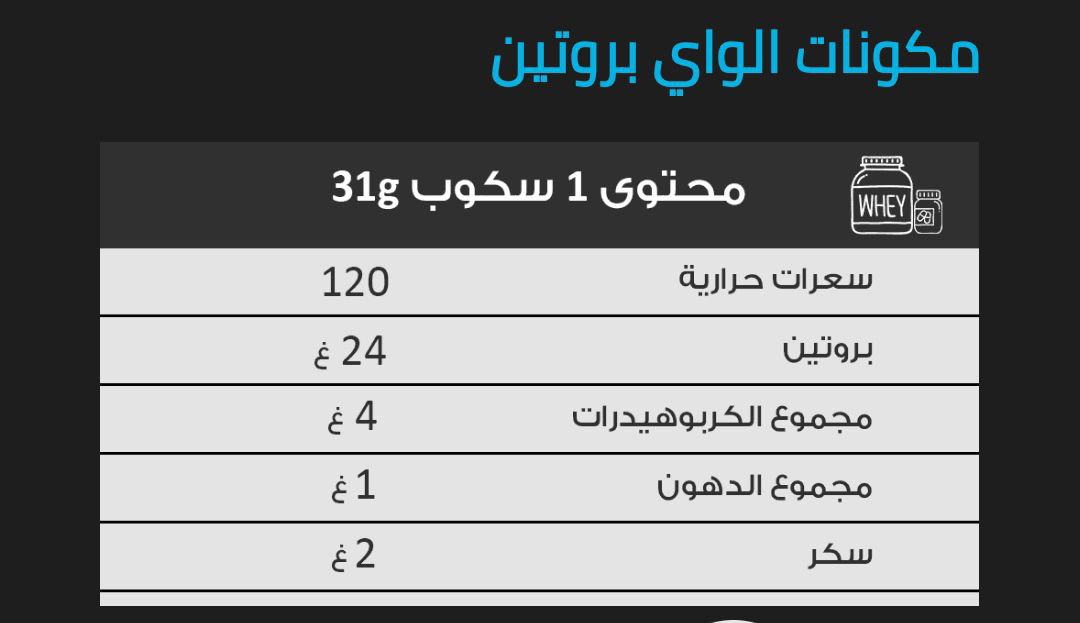 مكونات الواي بروتين
محتوى 1 سكوب 31g
WHEY
سعرات حرارية 120
بروتين 24 غ
مجموع الكربوهيدرات 4 غ
مجموع الدهون 1 غ
سكر 2 غ